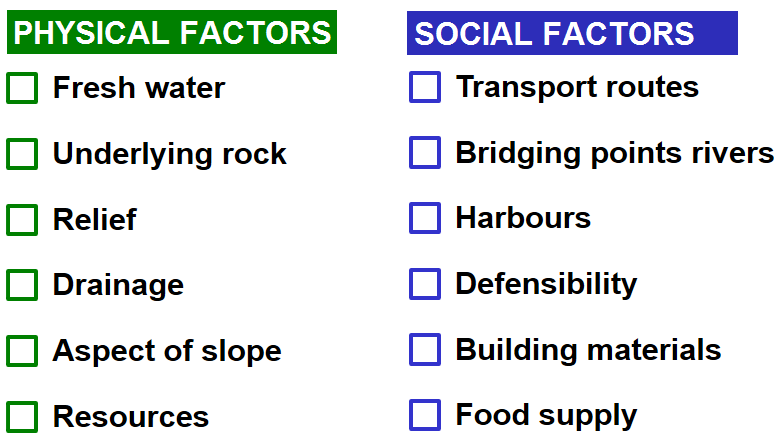 PHYSICAL FACTORS
Fresh water
Underlying rock
Relief
Drainage
Aspect of slope
Resources
SOCIAL FACTORS
Transport routes
Bridging points rivers
Harbours
Defensibility
Building materials
Food supply